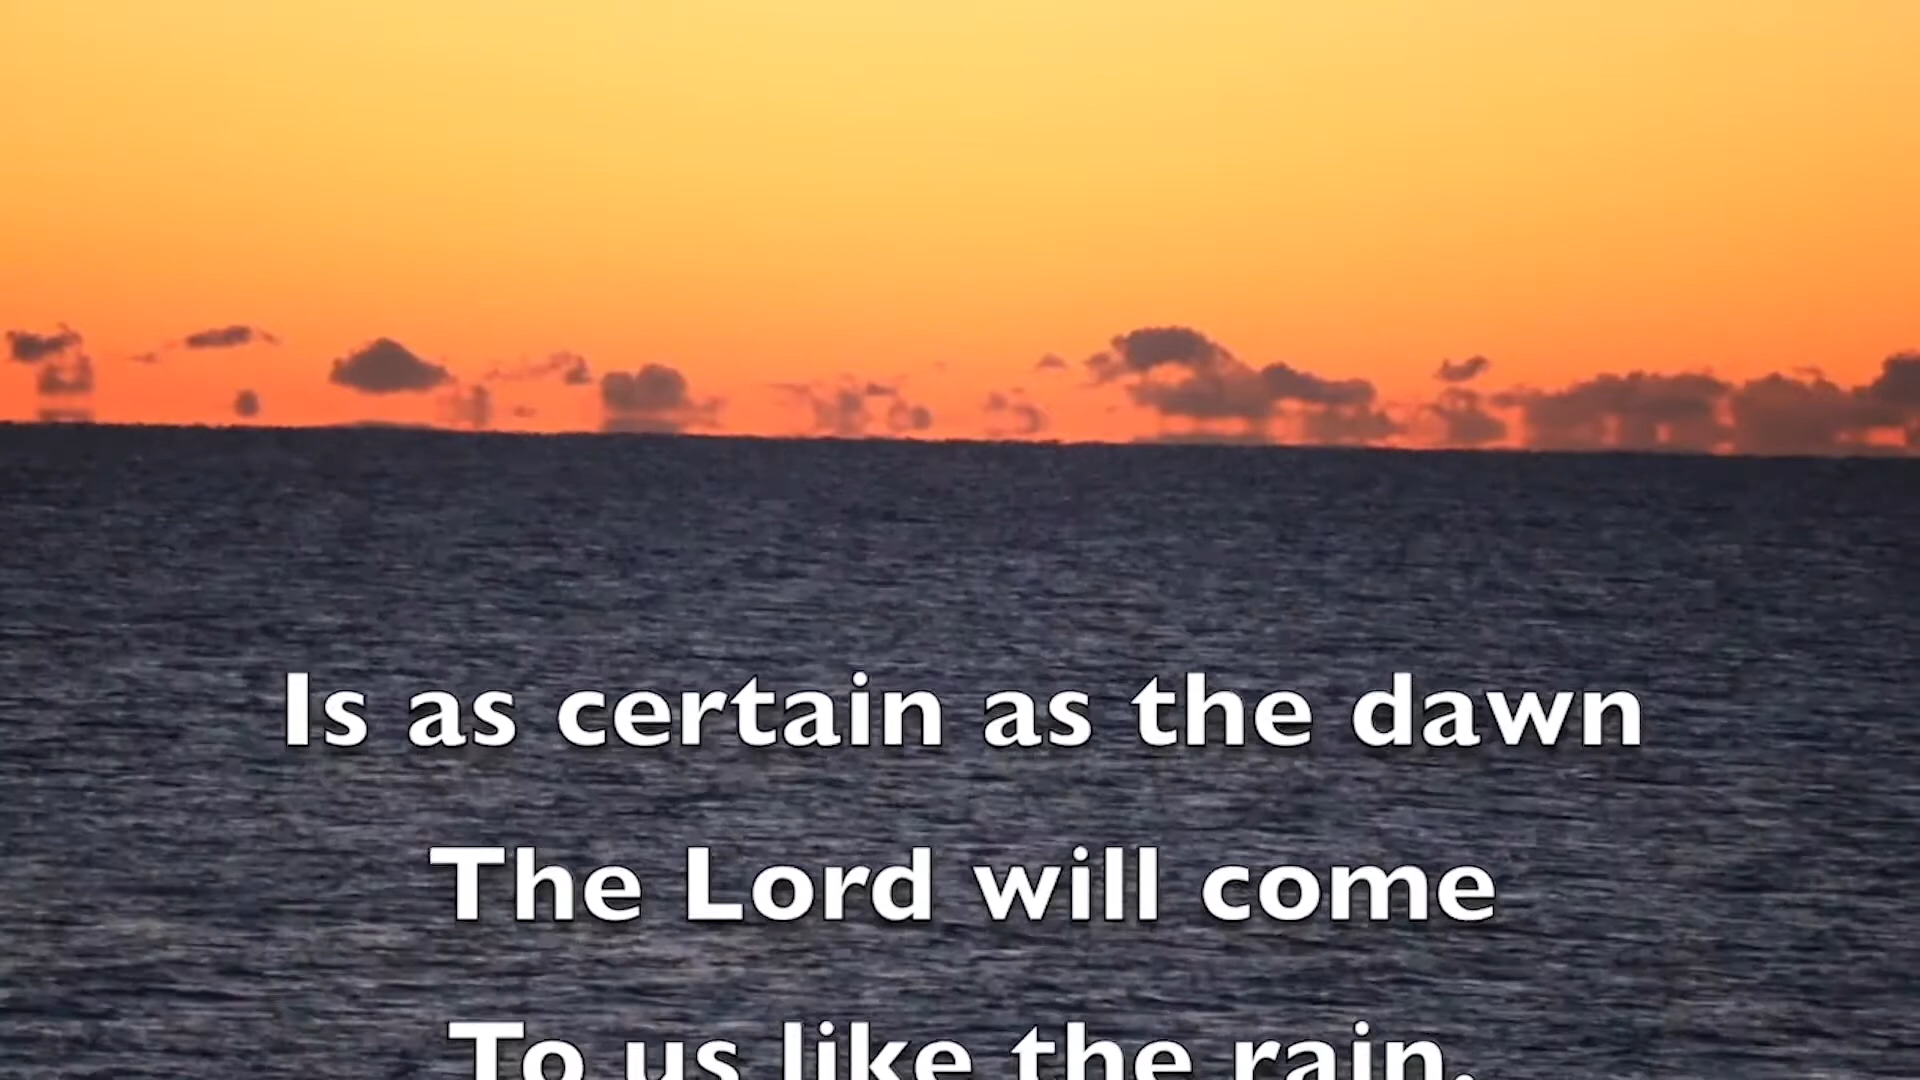 Is as certain as the dawn
The Lord will come
To us like the rain,